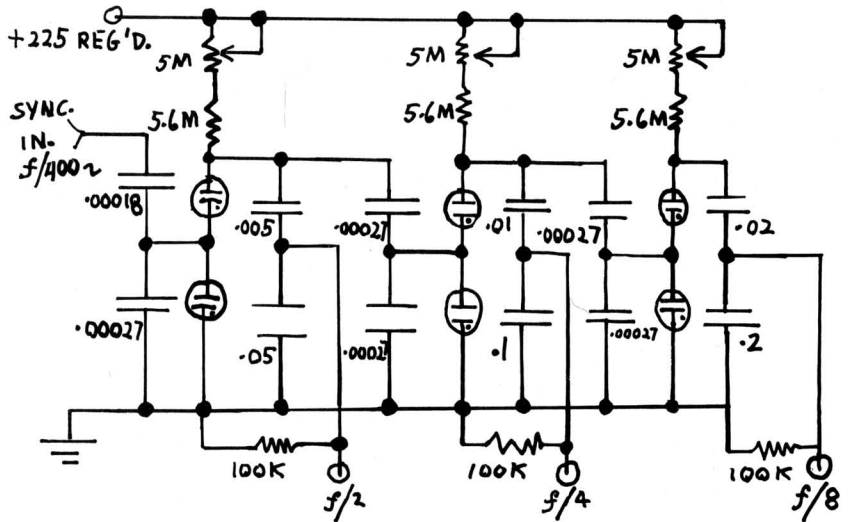 +225 REG'D.
5M
5M
5M
5.6M
5.6M
5.6M
SYNC.
IN.
f/400~
.00018
.005
.00027
.01
.00027
.02
.00027
.05
.00027
.1
.00027
.2
100K
100K
100K
f/2
f/4
f/8